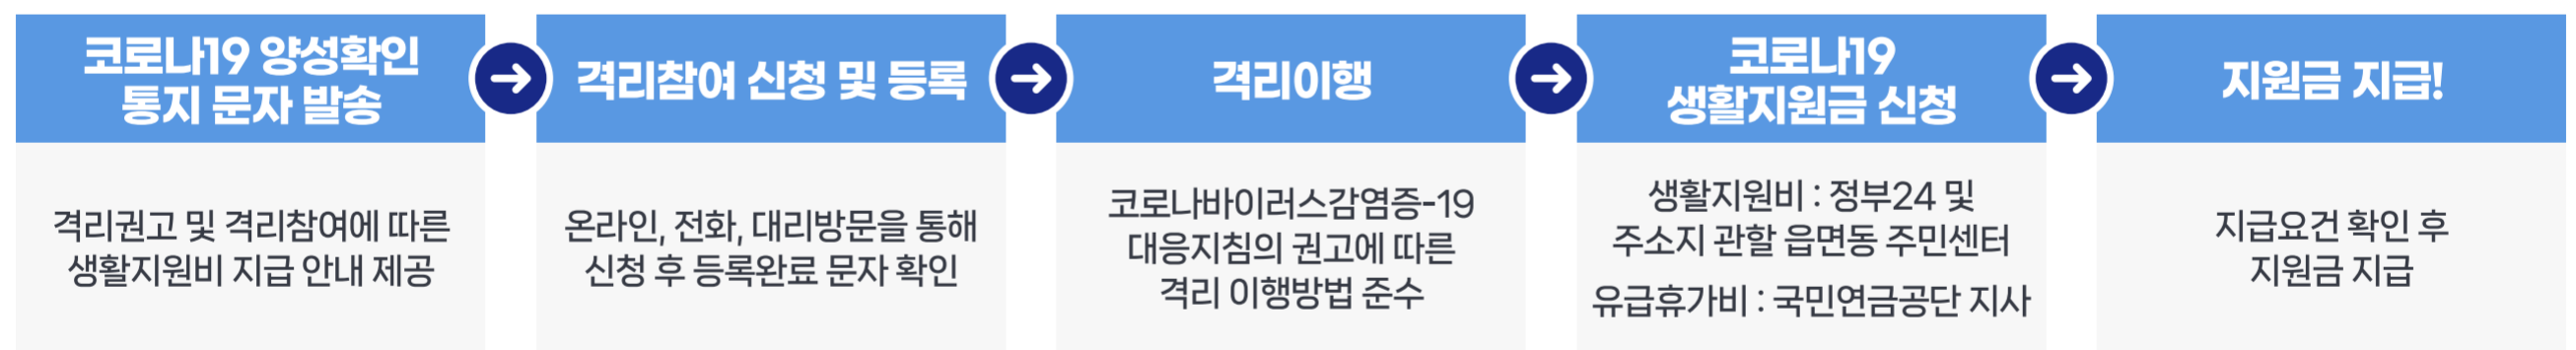 코로나19 양성확인
통지 문자 발송
격리권고 및 격리참여에 따른
생활지원비 지급 안내 제공
격리참여 신청 및 등록
온라인, 전화, 대리방문을 통해
신청 후 등록완료 문자 확인
격리이행
코로나바이러스감염증-19
대응지침의 권고에 따른
격리 이행방법 준수
코로나19
생활지원금 신청
생활지원비 : 정부24 및
주소지 관할 읍면동 주민센터
유급휴가비 : 국민연금공단 지사
지원금 지급!
지급요건 확인 후
지원금 지급